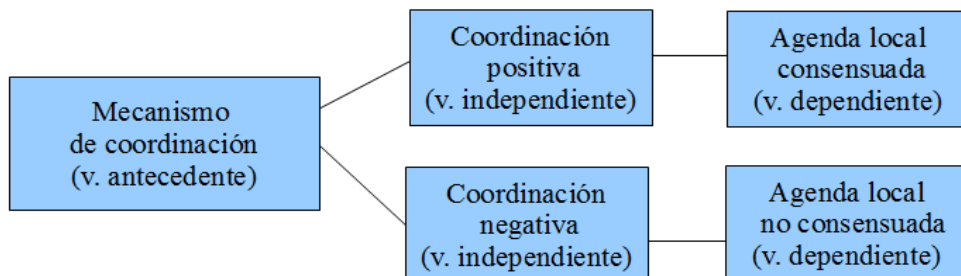 Mecanismo
de coordinación
(v. antecedente)
Coordinación
positiva
(v. independiente)
Agenda local
consensuada
(v. dependiente)
Coordinación
negativa
(v. independiente)
Agenda local
no consensuada
(v. dependiente)